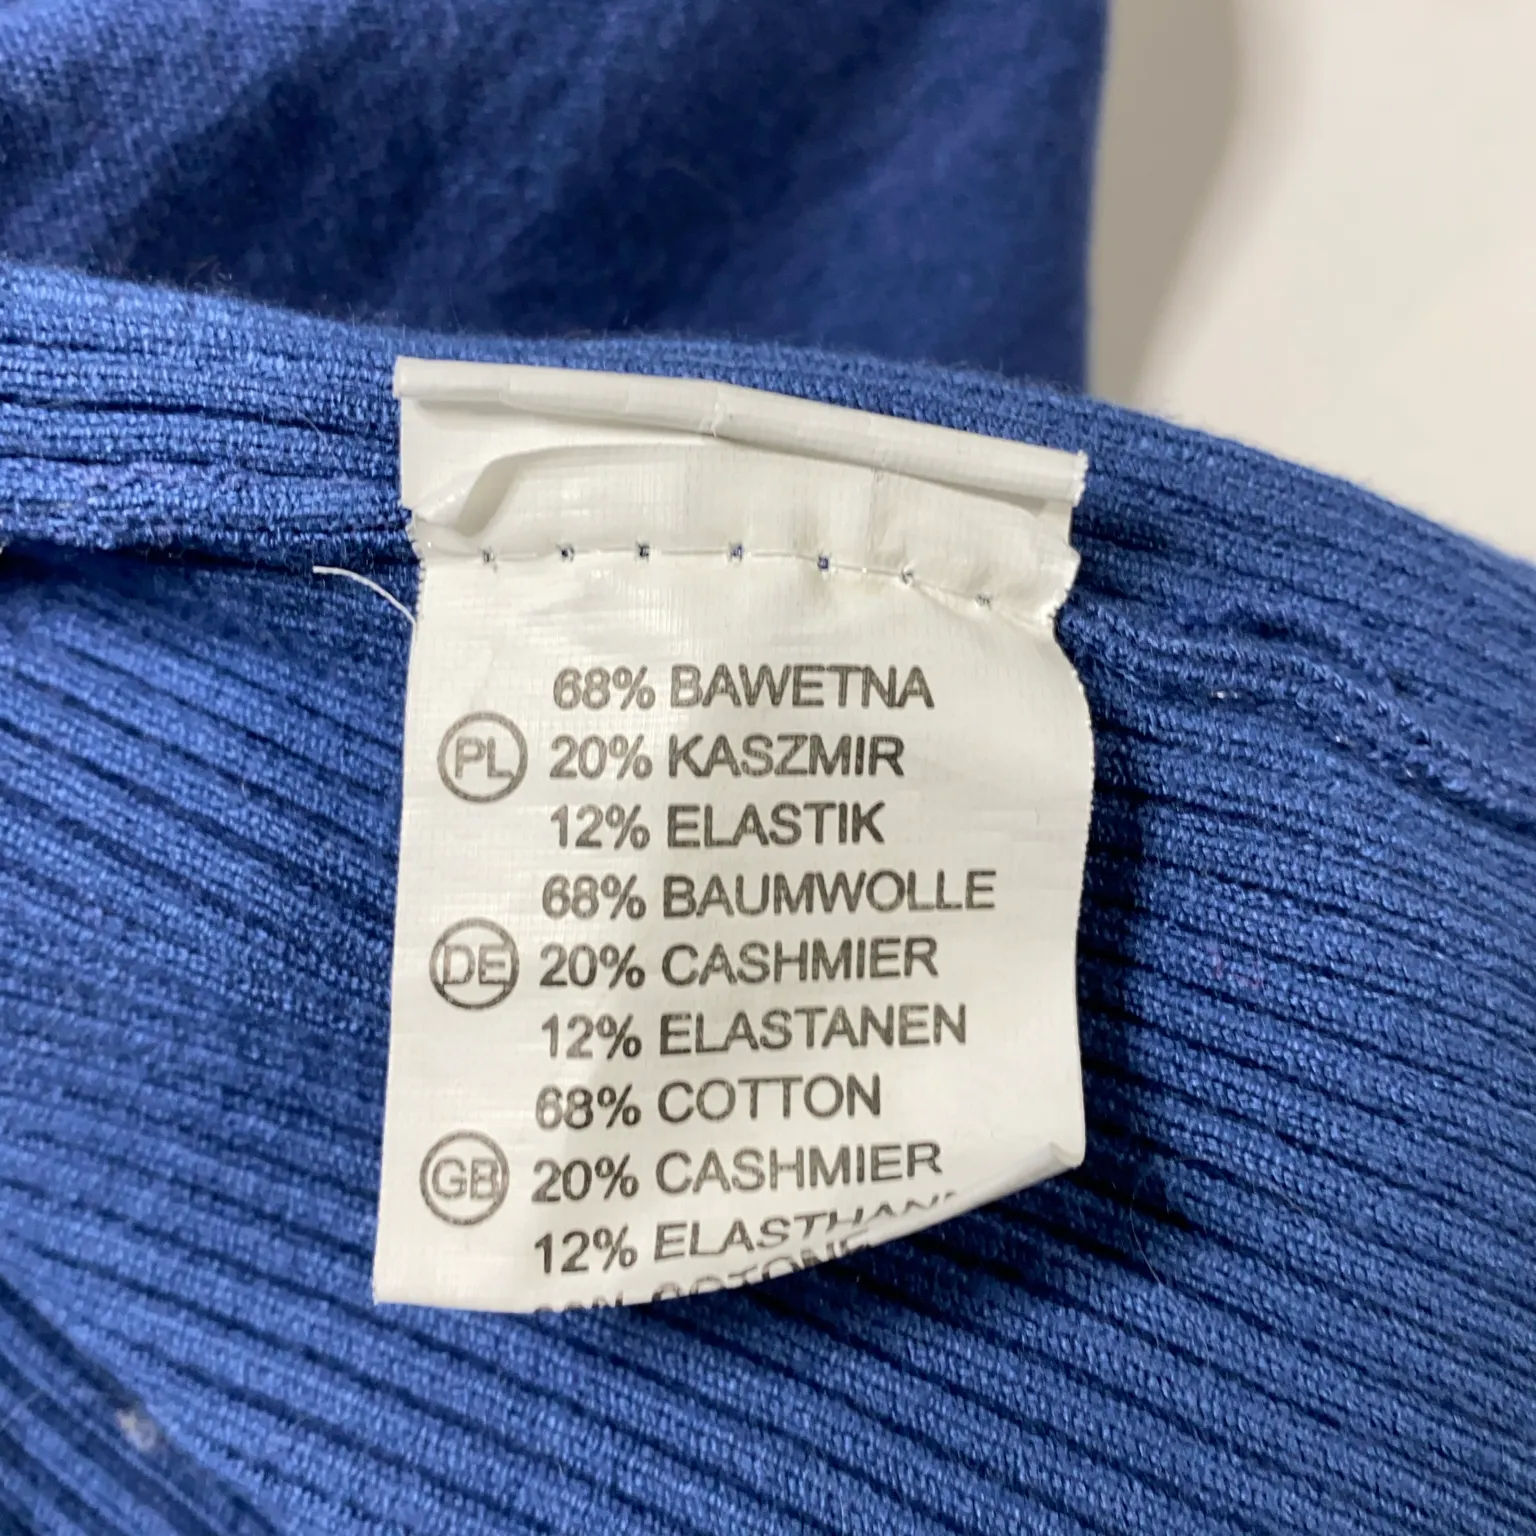 68% BAWETNA
PL 20% KASZMIR
12% ELASTIK
68% BAUMWOLLE
DE 20% CASHMIER
12% ELASTANEN
68% COTTON
GB 20% CASHMIER
12%